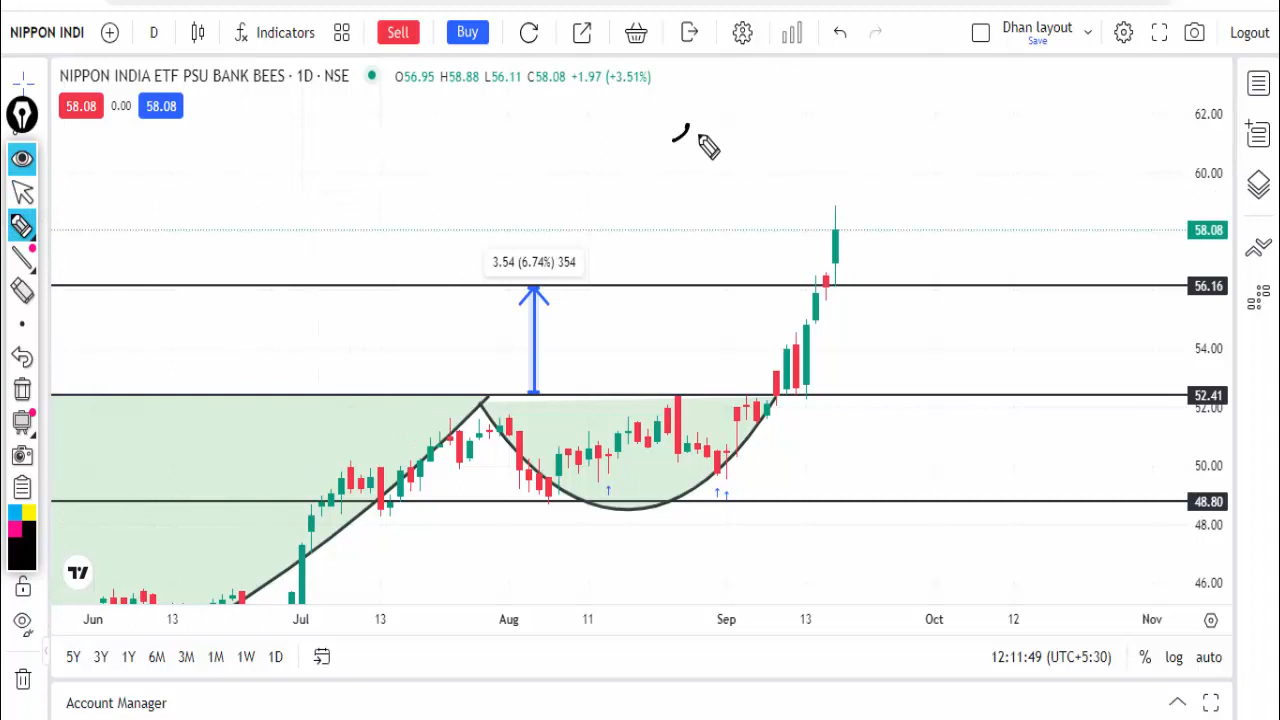 NIPPON INDI D Indicators Sell Buy Dhan layout Save Logout
NIPPON INDIA ETF PSU BANK BEES · 1D · NSE O56.95 H58.88 L56.11 C58.08 +1.97 (+3.51%)
58.08 0.00 58.08
62.00
60.00
58.08
3.54 (6.74%) 354
56.16
54.00
52.41
52.00
50.00
48.80
48.00
46.00
Jun 13 Jul 13 Aug 11 Sep 13 Oct 12 Nov
5Y 3Y 1Y 6M 3M 1M 1W 1D 12:11:49 (UTC+5:30) % log auto
Account Manager